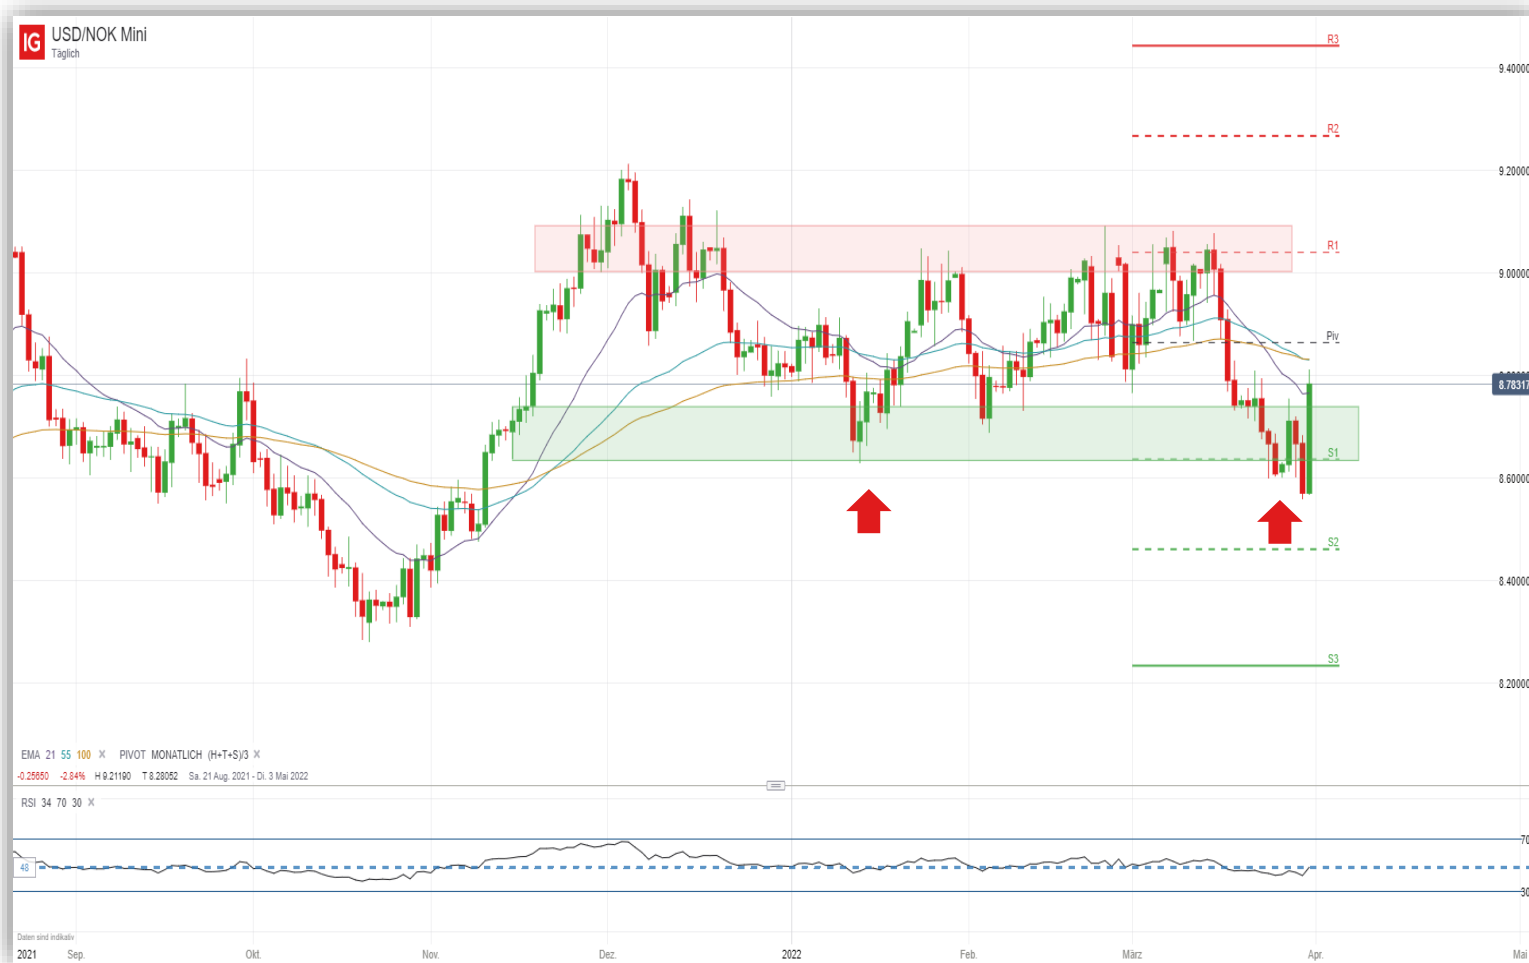 IG USD/NOK Mini
Täglich
R3
9.40000
R2
9.20000
R1
9.00000
Piv
8.78317
S1
8.60000
S2
8.40000
S3
8.20000
EMA 21 55 100 X PIVOT MONATLICH (H+T+S)/3 X
-0.25650 -2.84% H 9.21190 T 8.28052 Sa. 21 Aug. 2021 - Di. 3 Mai 2022
RSI 34 70 30 X
70
48
30
Daten sind indikativ
2021 Sep. Okt. Nov. Dez. 2022 Feb. März Apr. Mai